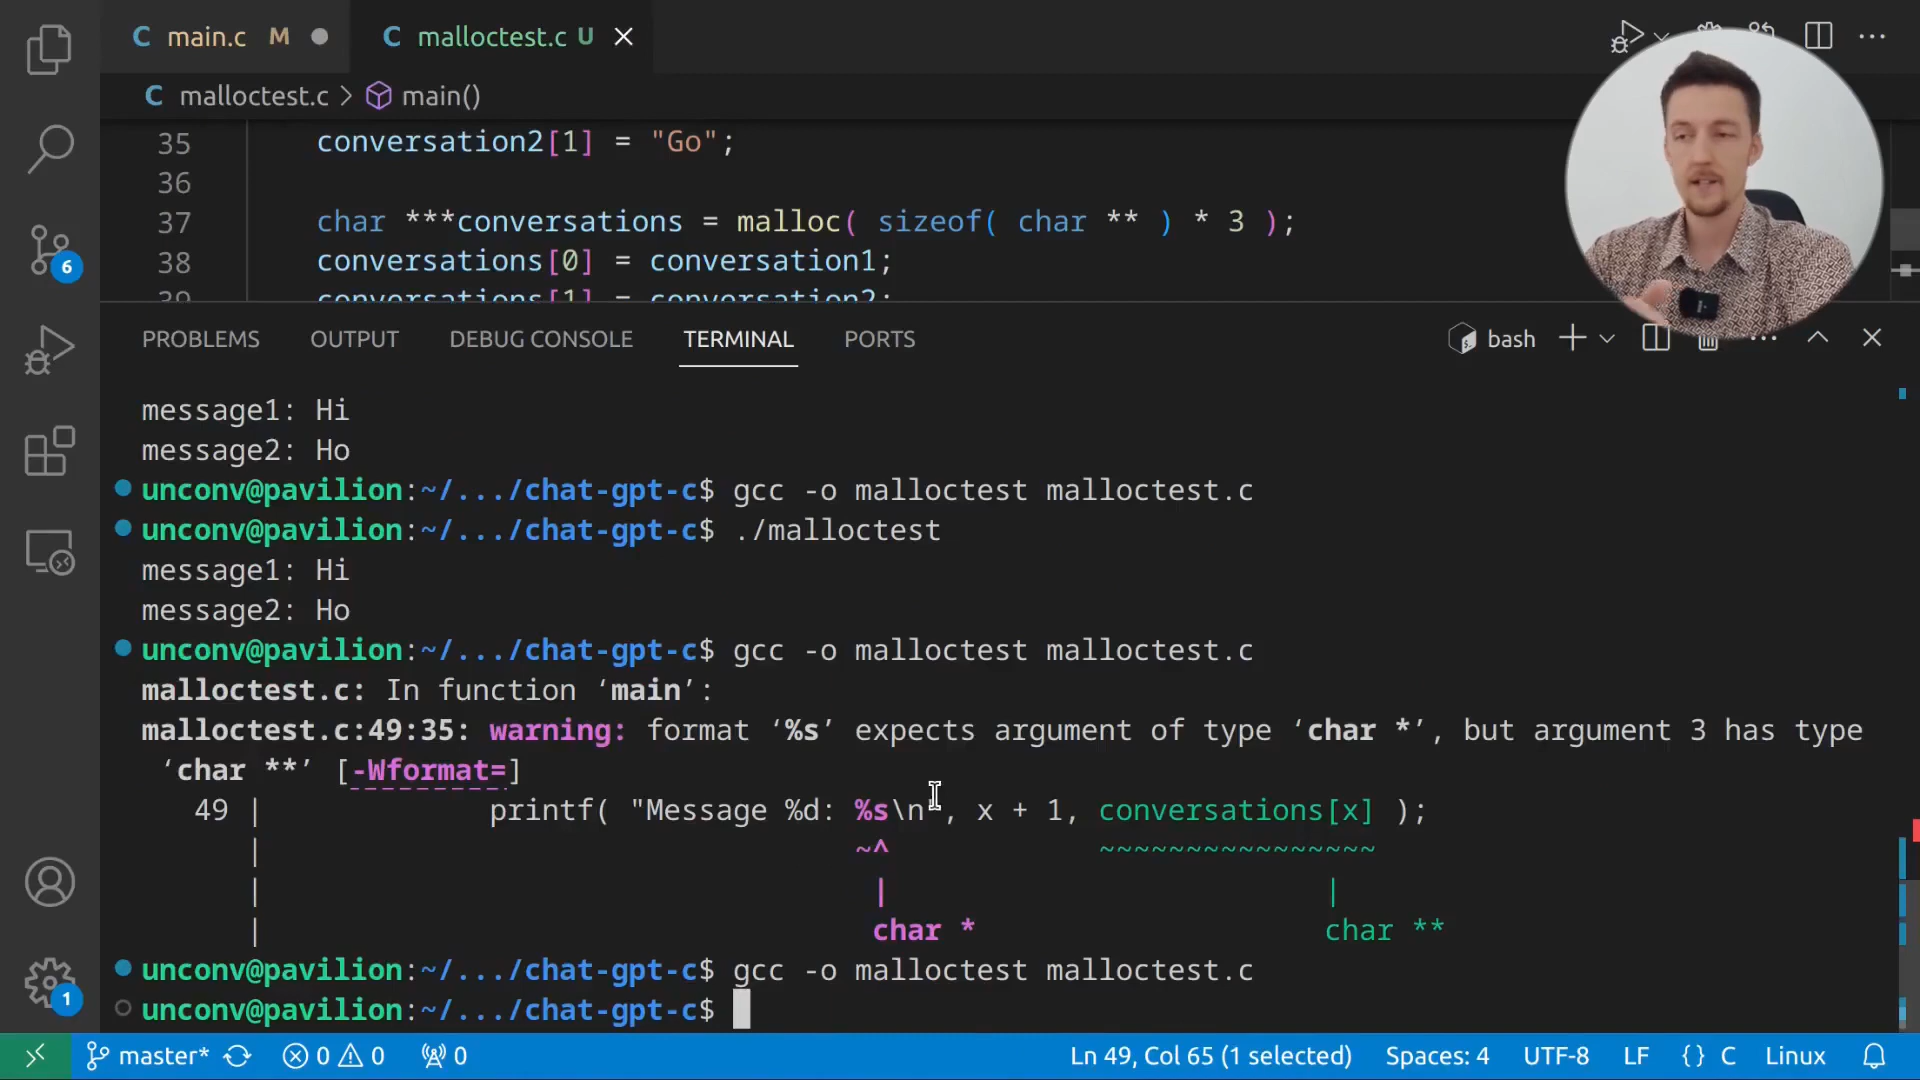 C main.c M
C malloctest.c U
C malloctest.c > main()
35 conversation2[1] = "Go";
36
37 char ***conversations = malloc( sizeof( char ** ) * 3 );
38 conversations[0] = conversation1;
39 conversations[1] = conversation2;
PROBLEMS OUTPUT DEBUG CONSOLE TERMINAL PORTS
bash
message1: Hi
message2: Ho
unconv@pavilion:~/.../chat-gpt-c$ gcc -o malloctest malloctest.c
unconv@pavilion:~/.../chat-gpt-c$ ./malloctest
message1: Hi
message2: Ho
unconv@pavilion:~/.../chat-gpt-c$ gcc -o malloctest malloctest.c
malloctest.c: In function ‘main’:
malloctest.c:49:35: warning: format ‘%s’ expects argument of type ‘char *’, but argument 3 has type
‘char **’ [-Wformat=]
49 | printf( "Message %d: %s\n", x + 1, conversations[x] );
| ~^ ~~~~~~~~~~~~~~~~
| | |
| char * char **
unconv@pavilion:~/.../chat-gpt-c$ gcc -o malloctest malloctest.c
unconv@pavilion:~/.../chat-gpt-c$
6
1
master* 0 0 0 Ln 49, Col 65 (1 selected) Spaces: 4 UTF-8 LF {} C Linux